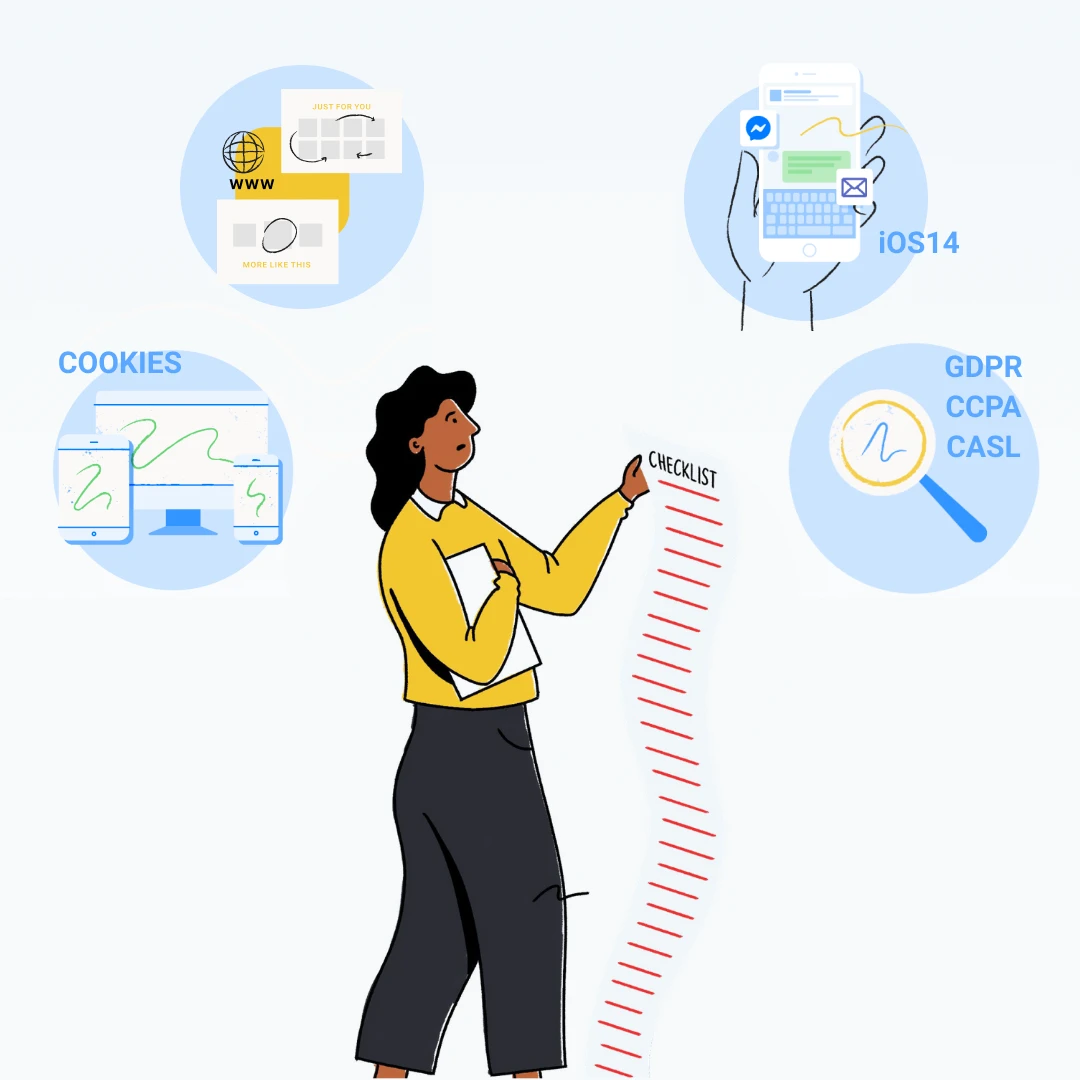 JUST FOR YOU
WWW
MORE LIKE THIS
iOS14
COOKIES
GDPR
CCPA
CASL
CHECKLIST